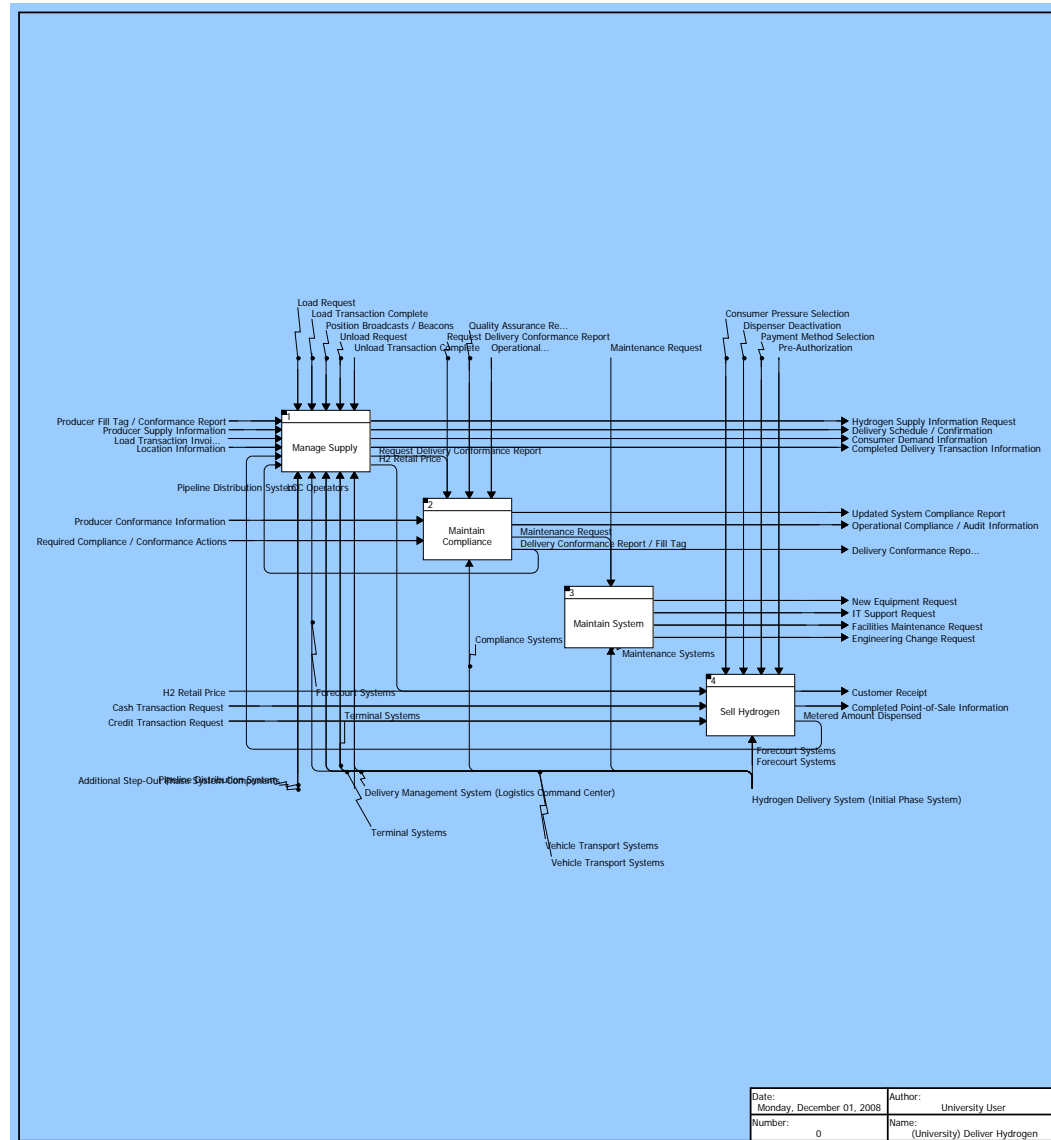 Load Request
Load Transaction Complete
Position Broadcasts / Beacons
Unload Request
Unload Transaction Complete
Quality Assurance Re...
Request Delivery Conformance Report
Operational...
Maintenance Request
Consumer Pressure Selection
Dispenser Deactivation
Payment Method Selection
Pre-Authorization
Producer Fill Tag / Conformance Report
Producer Supply Information
Load Transaction Invoi...
Location Information
1
Manage Supply
Hydrogen Supply Information Request
Delivery Schedule / Confirmation
Consumer Demand Information
Completed Delivery Transaction Information
Request Delivery Conformance Report
H2 Retail Price
Pipeline Distribution System
LCC Operators
2
Maintain
Compliance
Producer Conformance Information
Required Compliance / Conformance Actions
Updated System Compliance Report
Operational Compliance / Audit Information
Maintenance Request
Delivery Conformance Report / Fill Tag
Delivery Conformance Repo...
3
Maintain System
New Equipment Request
IT Support Request
Facilities Maintenance Request
Engineering Change Request
Compliance Systems
Maintenance Systems
4
Sell Hydrogen
H2 Retail Price
Cash Transaction Request
Credit Transaction Request
Forecourt Systems
Terminal Systems
Customer Receipt
Completed Point-of-Sale Information
Metered Amount Dispensed
Forecourt Systems
Forecourt Systems
Pipeline Distribution System
Additional Step-Out Phase System Components
Delivery Management System (Logistics Command Center)
Hydrogen Delivery System (Initial Phase System)
Terminal Systems
Vehicle Transport Systems
Vehicle Transport Systems
Date:
Monday, December 01, 2008
Author:
University User
Number:
0
Name:
(University) Deliver Hydrogen